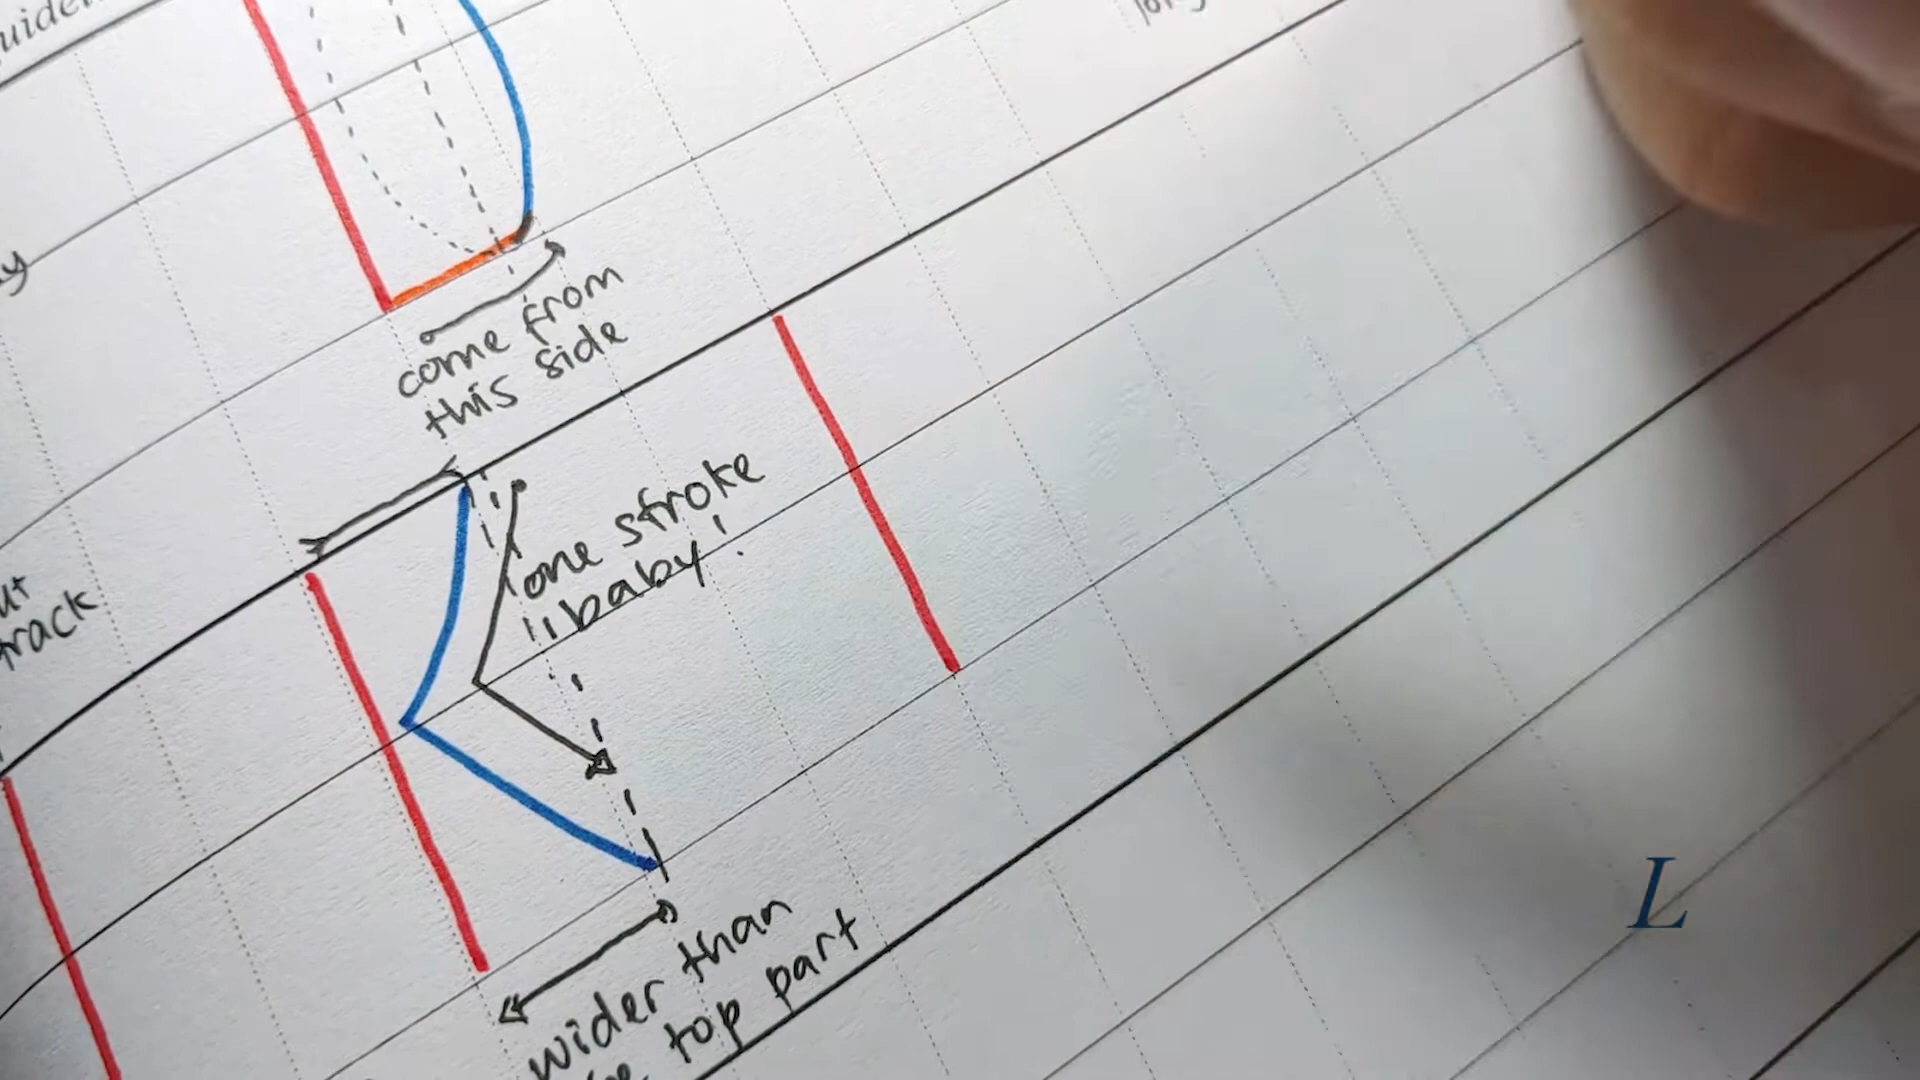 come from
this side
one stroke
baby!
wider than
top part
L